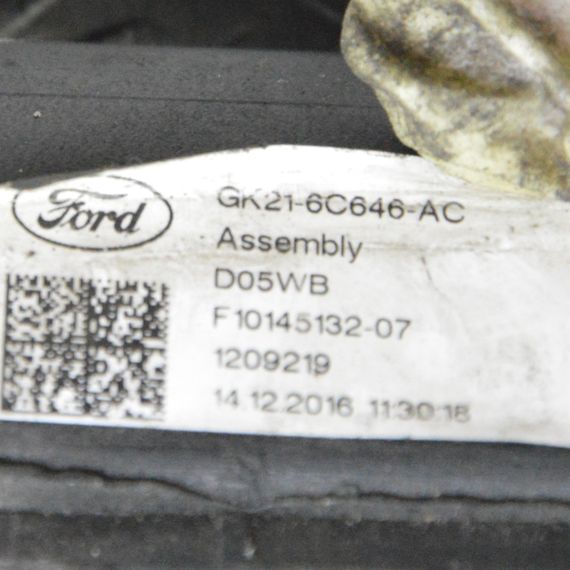 Ford
GK21-6C646-AC
Assembly
D05WB
F10145132-07
1209219
14.12.2016 11:30:18